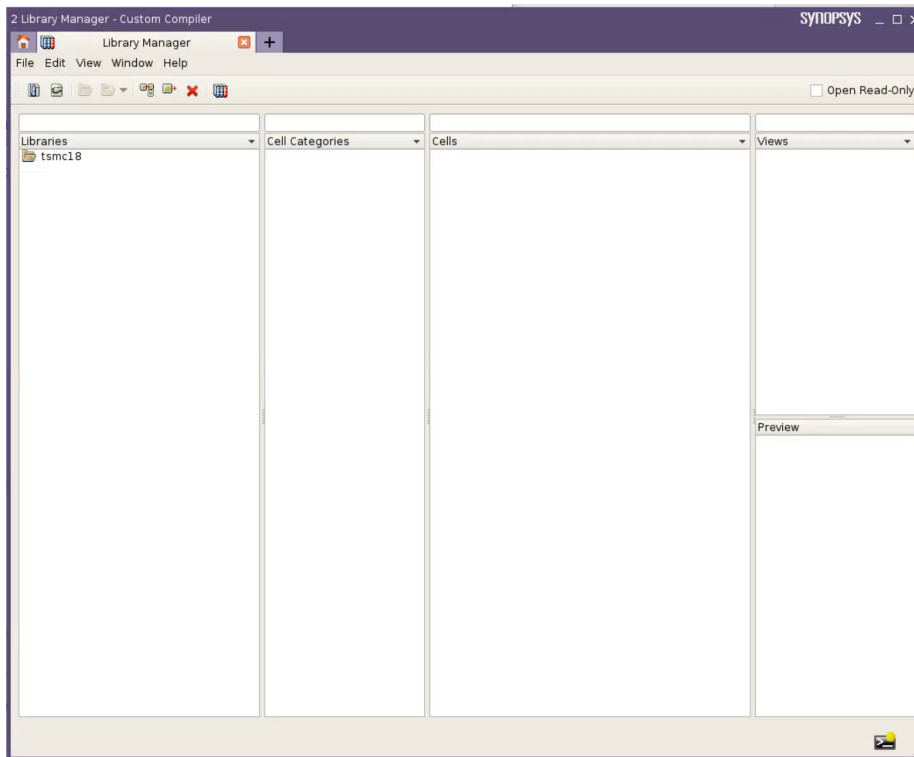 2 Library Manager - Custom Compiler
SYNOPSYS
Library Manager
File Edit View Window Help
Open Read-Only
Libraries
Cell Categories
Cells
Views
tsmc18
Preview